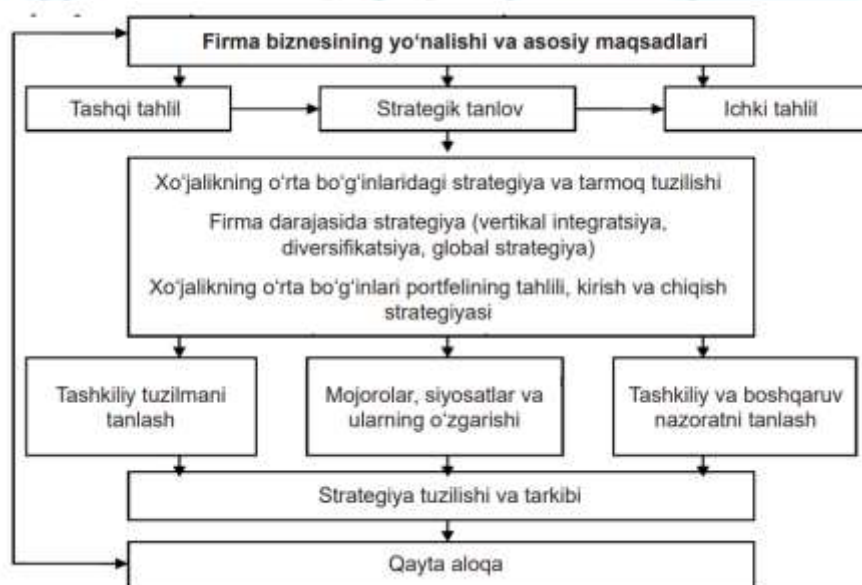 Firma biznesining yo‘nalishi va asosiy maqsadlari
Tashqi tahlil
Strategik tanlov
Ichki tahlil
Xo‘jalikning o‘rta bo‘g‘inlaridagi strategiya va tarmoq tuzilishi
Firma darajasida strategiya (vertikal integratsiya,
diversifikatsiya, global strategiya)
Xo‘jalikning o‘rta bo‘g‘inlari portfelining tahlili, kirish va chiqish
strategiyasi
Tashkiliy tuzilmani
tanlash
Mojorolar, siyosatlar va
ularning o‘zgarishi
Tashkiliy va boshqaruv
nazoratni tanlash
Strategiya tuzilishi va tarkibi
Qayta aloqa